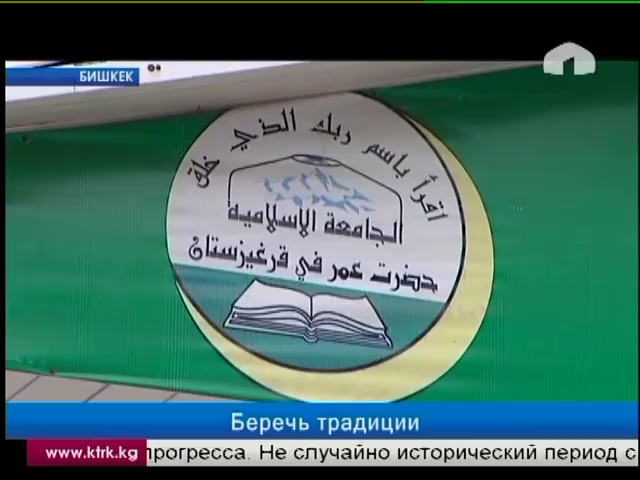 БИШКЕК
اقرأ باسم ربك الذي خلق
الجامعة الاسلامية
حضرت عمر في قرغيزستان
Беречь традиции
www.ktrk.kg
прогресса. Не случайно исторический период с